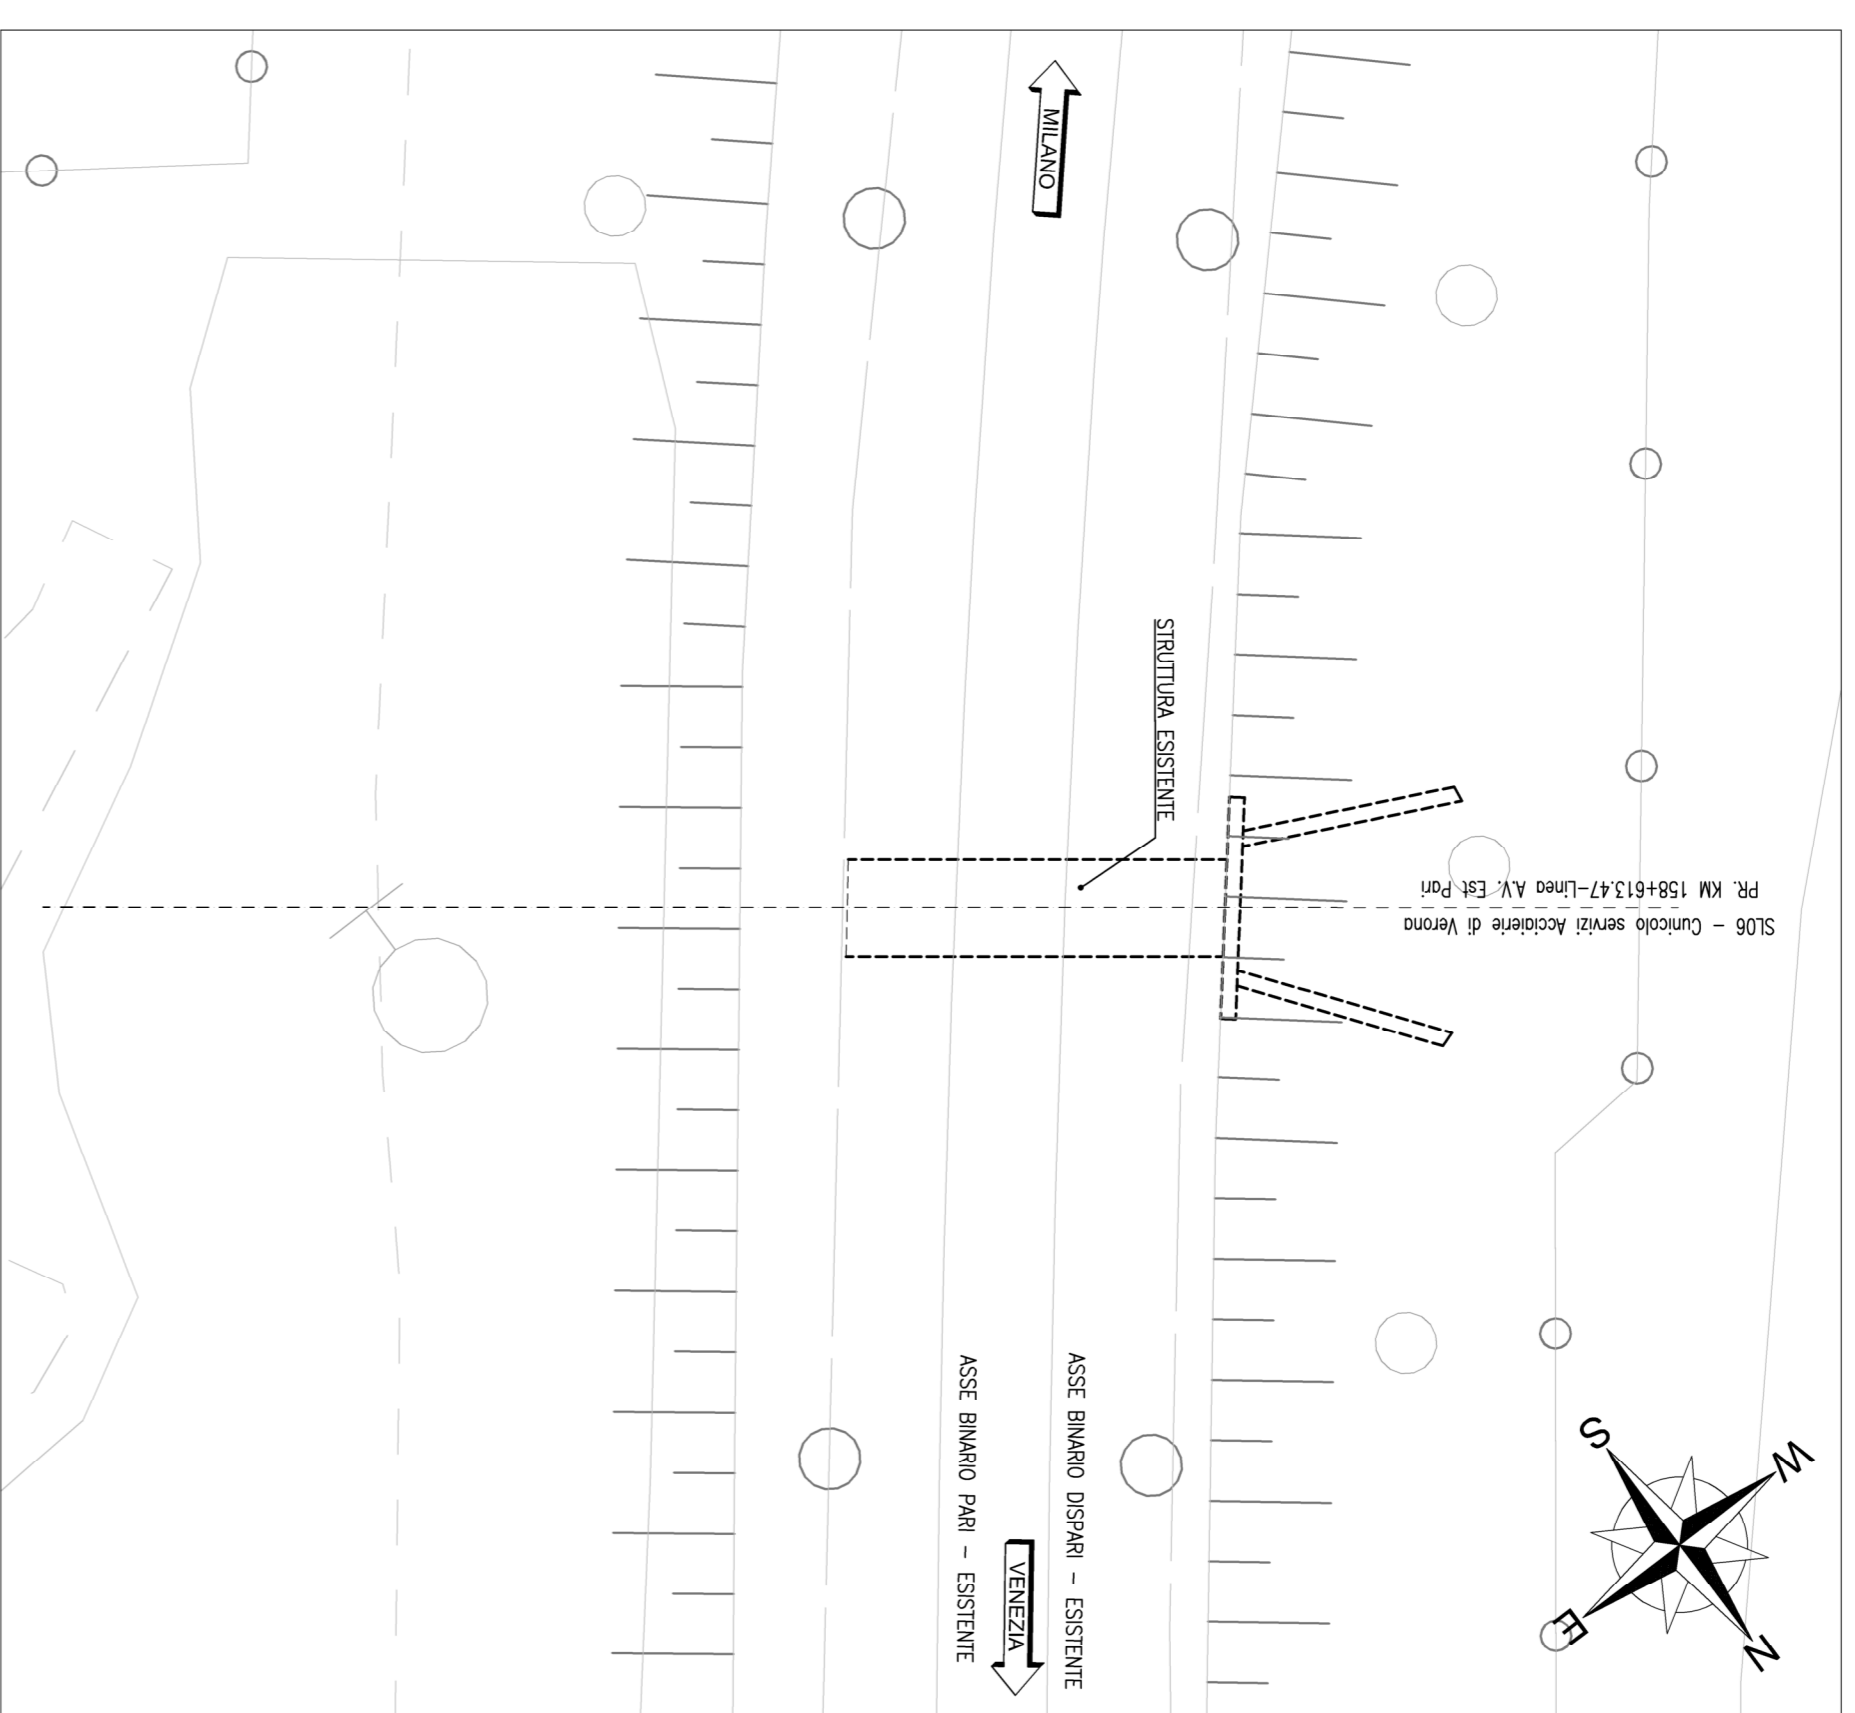 MILANO
STRUTTURA ESISTENTE
PR. KM 158+613.47-Linea A.V. Est Pari
SL06 - Cunicolo servizi Acciaierie di Verona
ASSE BINARIO PARI - ESISTENTE
ASSE BINARIO DISPARI - ESISTENTE
VENEZIA
S
W
E
N